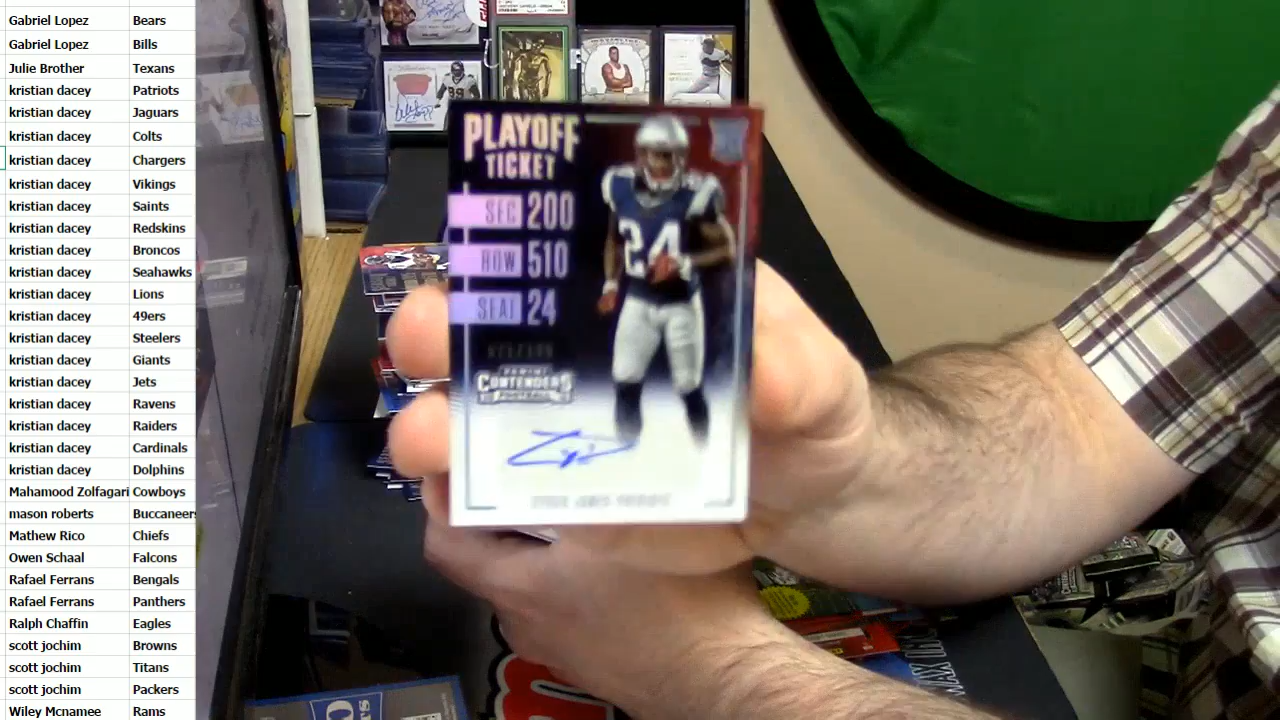 Gabriel Lopez Bears
Gabriel Lopez Bills
Julie Brother Texans
kristian dacey Patriots
kristian dacey Jaguars
kristian dacey Colts
kristian dacey Chargers
kristian dacey Vikings
kristian dacey Saints
kristian dacey Redskins
kristian dacey Broncos
kristian dacey Seahawks
kristian dacey Lions
kristian dacey 49ers
kristian dacey Steelers
kristian dacey Giants
kristian dacey Jets
kristian dacey Ravens
kristian dacey Raiders
kristian dacey Cardinals
kristian dacey Dolphins
Mahamood Zolfagari Cowboys
mason roberts Buccaneers
Mathew Rico Chiefs
Owen Schaal Falcons
Rafael Ferrans Bengals
Rafael Ferrans Panthers
Ralph Chaffin Eagles
scott jochim Browns
scott jochim Titans
scott jochim Packers
Wiley Mcnamee Rams
PLAYOFF
TICKET
SEC 200
ROW 510
SEAT 24
PANINI
CONTENDERS
FOOTBALL
24